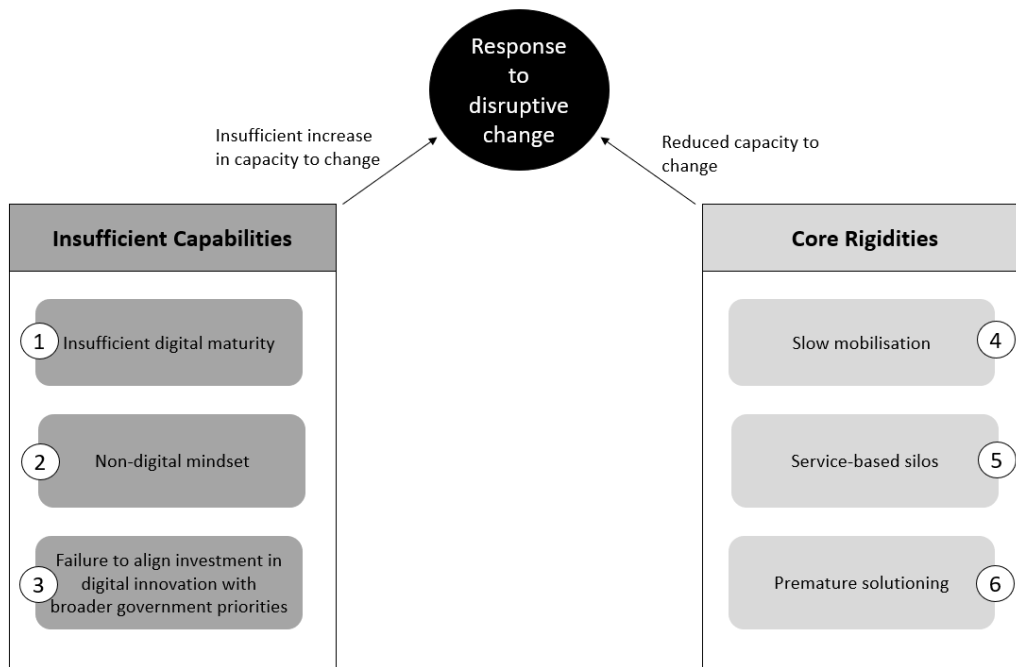 Response
to
disruptive
change
Insufficient increase
in capacity to change
Reduced capacity to
change
Insufficient Capabilities
1
Insufficient digital maturity
2
Non-digital mindset
3
Failure to align investment in
digital innovation with
broader government priorities
Core Rigidities
Slow mobilisation
4
Service-based silos
5
Premature solutioning
6